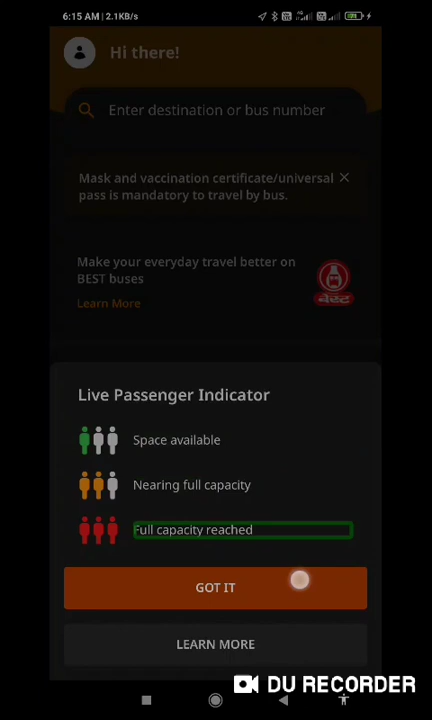 6:15 AM | 2.1KB/s
Hi there!
Enter destination or bus number
Mask and vaccination certificate/universal
pass is mandatory to travel by bus.
Make your everyday travel better on
BEST buses
Learn More
बेस्ट
Live Passenger Indicator
Space available
Nearing full capacity
Full capacity reached
GOT IT
LEARN MORE
DU RECORDER